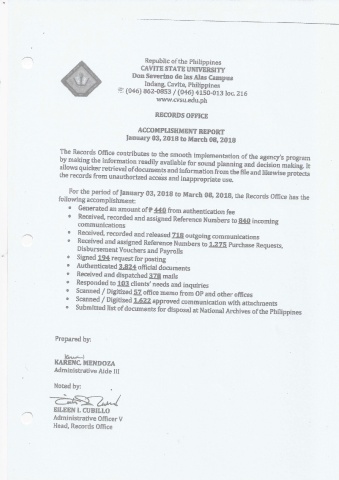 Republic of the Philippines
CAVITE STATE UNIVERSITY
Don Severino de las Alas Campus
Indang, Cavite, Philippines
☏ (046) 862-0853 / (046) 4150-013 loc. 216
www.cvsu.edu.ph
RECORDS OFFICE
ACCOMPLISHMENT REPORT
January 03, 2018 to March 08, 2018
The Records Office contributes to the smooth implementation of the agency's program
by making the information readily available for sound planning and decision making. It
allows quicker retrieval of documents and information from the file and likewise protects
the records from unauthorized access and inappropriate use.
For the period of January 03, 2018 to March 08, 2018, the Records Office has the
following accomplishment:
• Generated an amount of ₱ 440 from authentication fee
• Received, recorded and assigned Reference Numbers to 840 incoming
communications
• Received, recorded and released 718 outgoing communications
• Received and assigned Reference Numbers to 1,275 Purchase Requests,
Disbursement Vouchers and Payrolls
• Signed 194 request for posting
• Authenticated 3,824 official documents
• Received and dispatched 378 mails
• Responded to 103 clients' needs and inquiries
• Scanned / Digitized 57 office memo from OP and other offices
• Scanned / Digitized 1,622 approved communication with attachments
• Submitted list of documents for disposal at National Archives of the Philippines
Prepared by:
KAREN C. MENDOZA
Administrative Aide III
Noted by:
EILEEN L. CUBILLO
Administrative Officer V
Head, Records Office